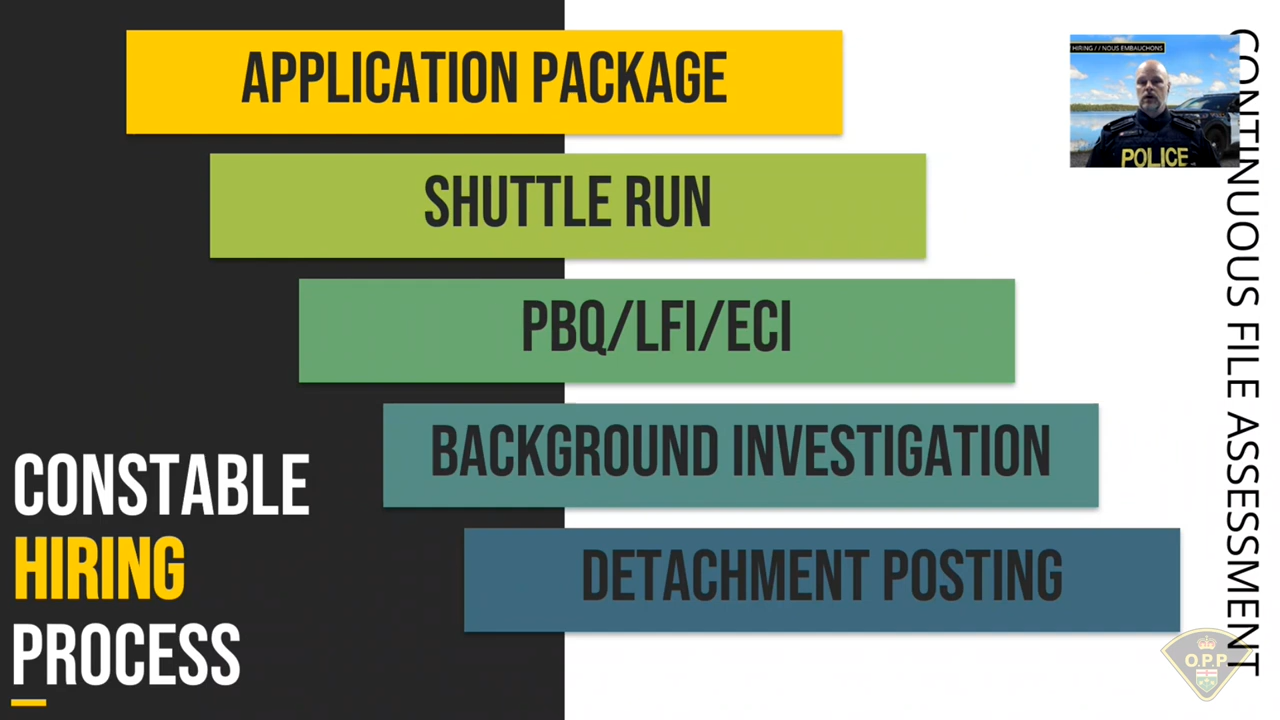 APPLICATION PACKAGE
SHUTTLE RUN
PBQ/LFI/ECI
BACKGROUND INVESTIGATION
DETACHMENT POSTING
CONSTABLE
HIRING
PROCESS
HIRING // NOUS EMBAUCHONS
POLICE
CONTINUOUS FILE ASSESSMENT
O.P.P